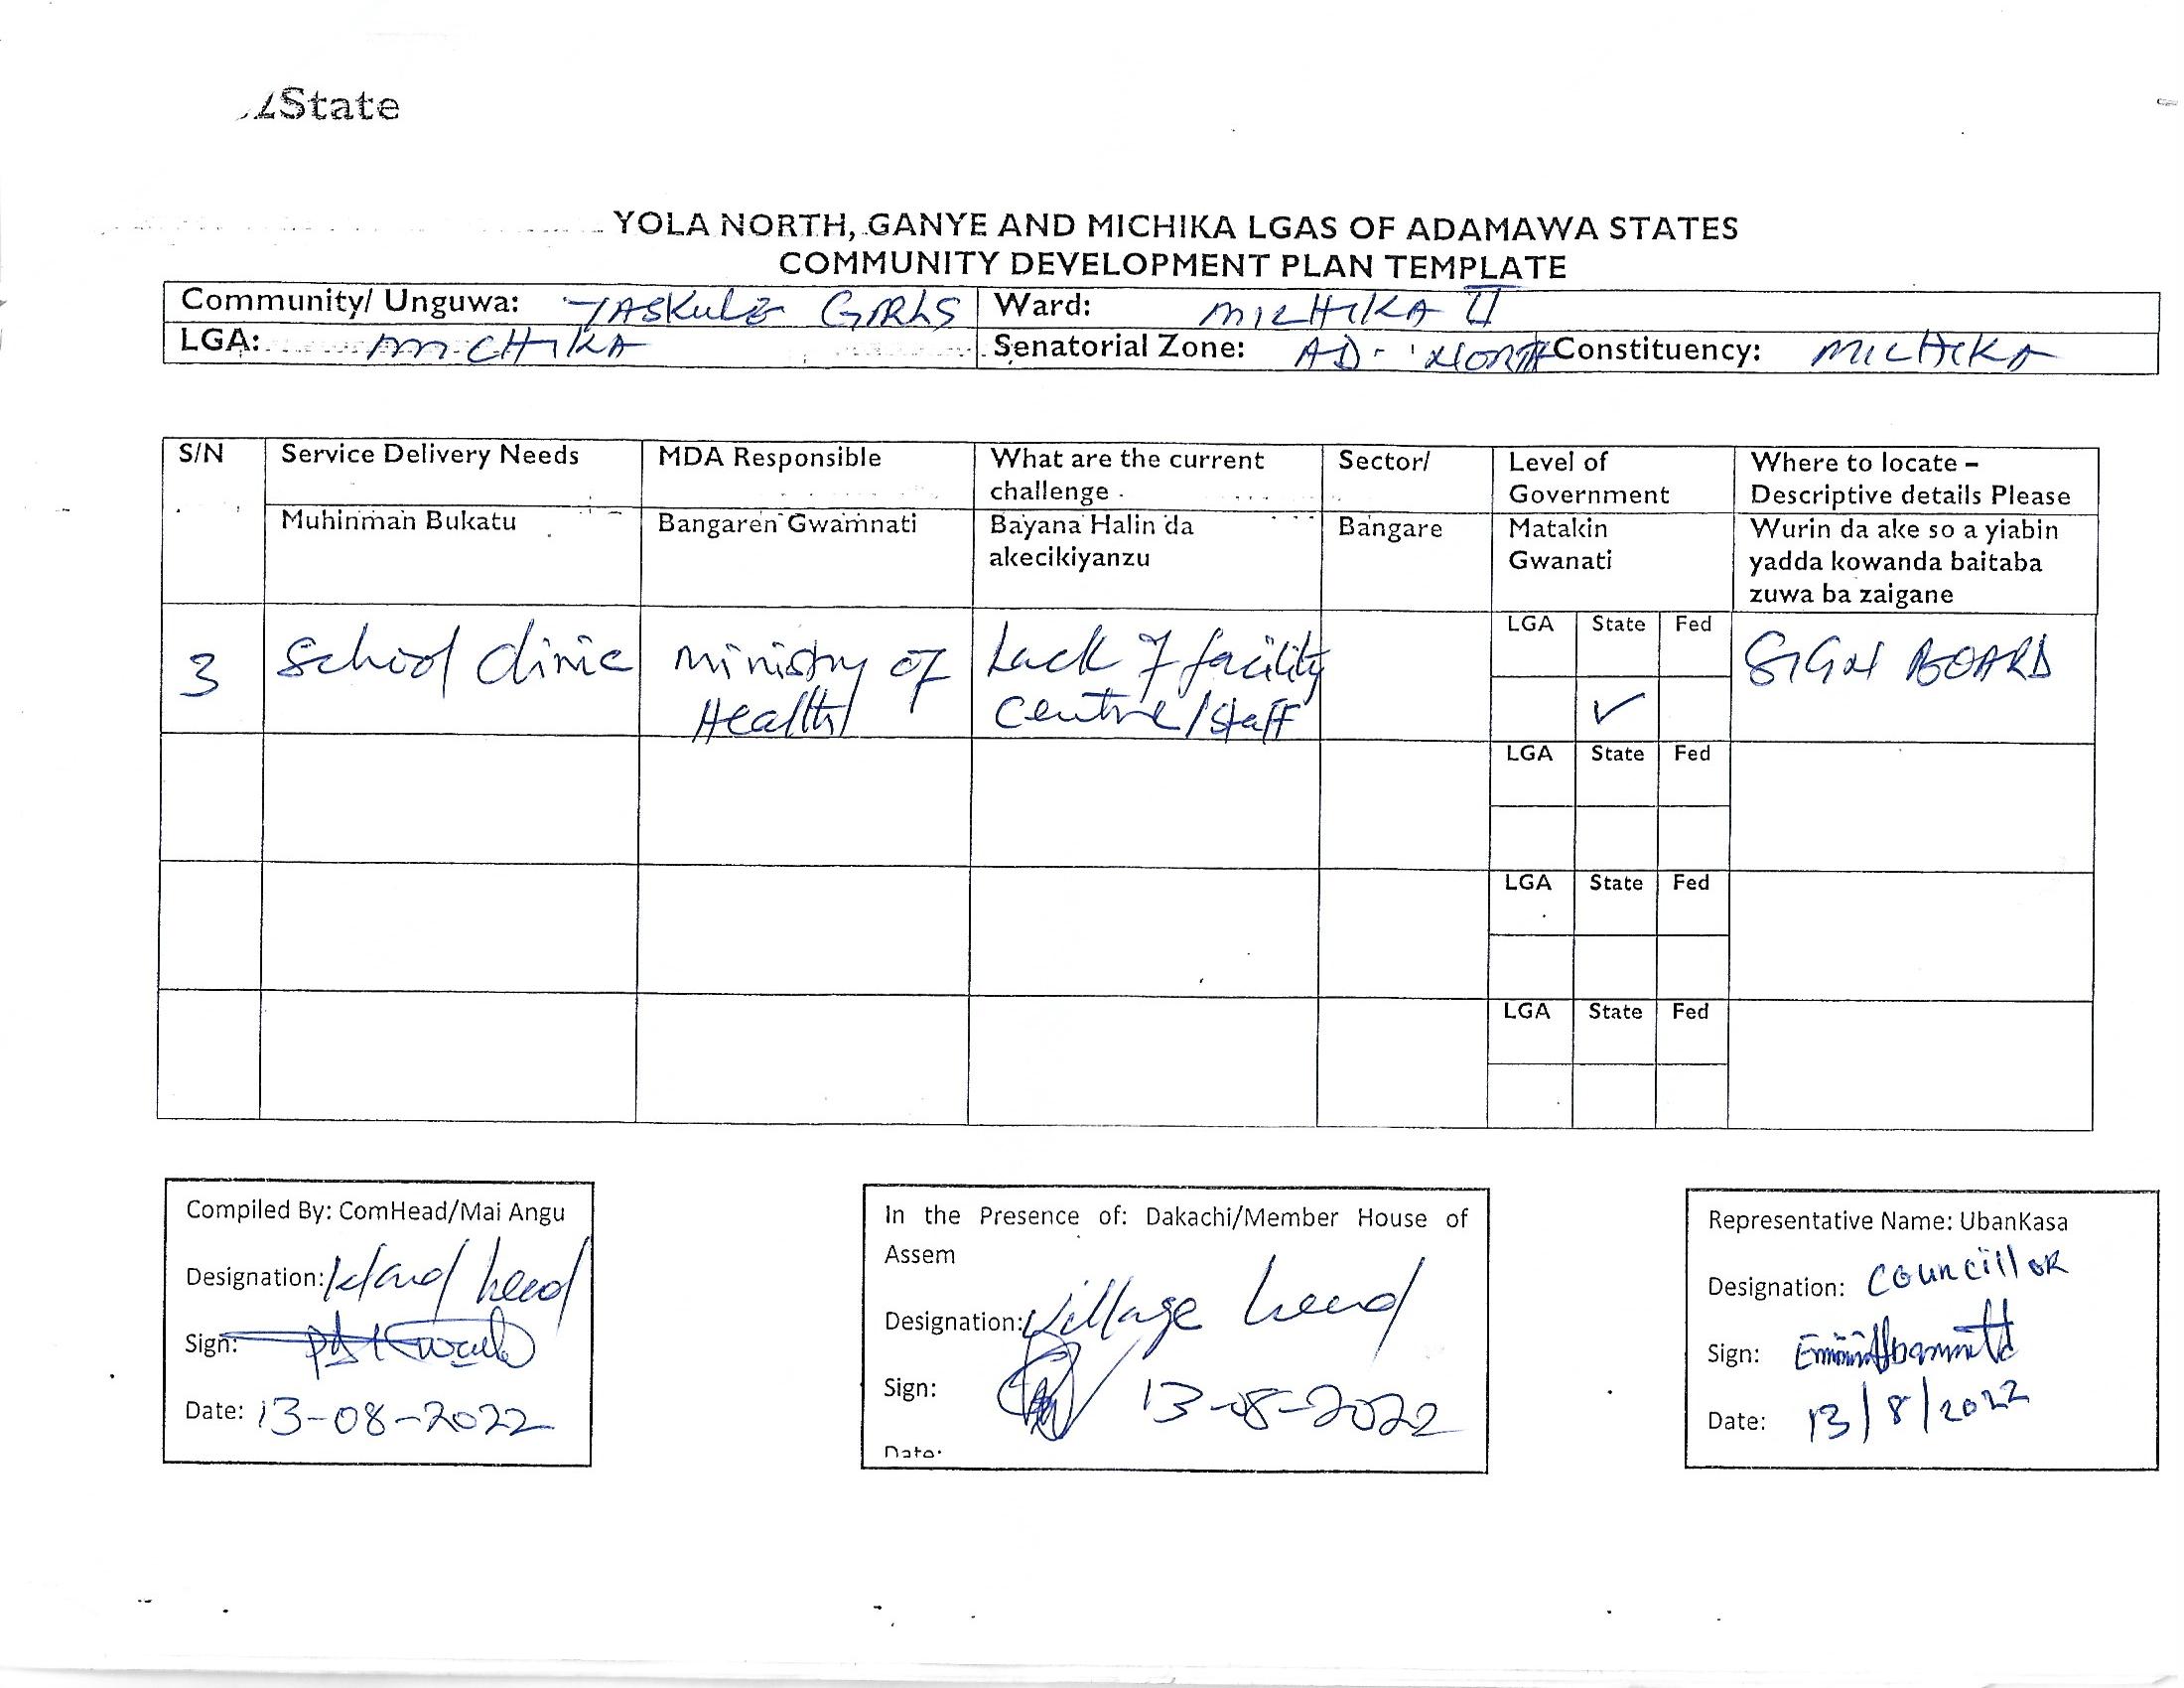 State
YOLA NORTH, GANYE AND MICHIKA LGAS OF ADAMAWA STATES
COMMUNITY DEVELOPMENT PLAN TEMPLATE
Community/ Unguwa: TASKULE GIRLS Ward: MICHIKA II
LGA: MICHIKA Senatorial Zone: AD- NORTH Constituency: MICHIKA
S/N Service Delivery Needs MDA Responsible What are the current Sector/ Level of Where to locate –
challenge Government Descriptive details Please
Muhinman Bukatu Bangaren Gwamnati Bayana Halin da Bangare Matakin Wurin da ake so a yiabin
akecikiyanzu Gwanati yadda kowanda baitaba
zuwa ba zaigane
LGA State Fed
3 School clinic ministry of Lack of facility SIGN BOARD
Health Centre/staff ✓
LGA State Fed
LGA State Fed
LGA State Fed
Compiled By: ComHead/Mai Angu
Designation: head
Sign:
Date: 13-08-2022
In the Presence of: Dakachi/Member House of
Assem
Designation: Village head
Sign: 13-08-2022
Date:
Representative Name: UbanKasa
Designation: councillor
Sign:
Date: 13/8/2022